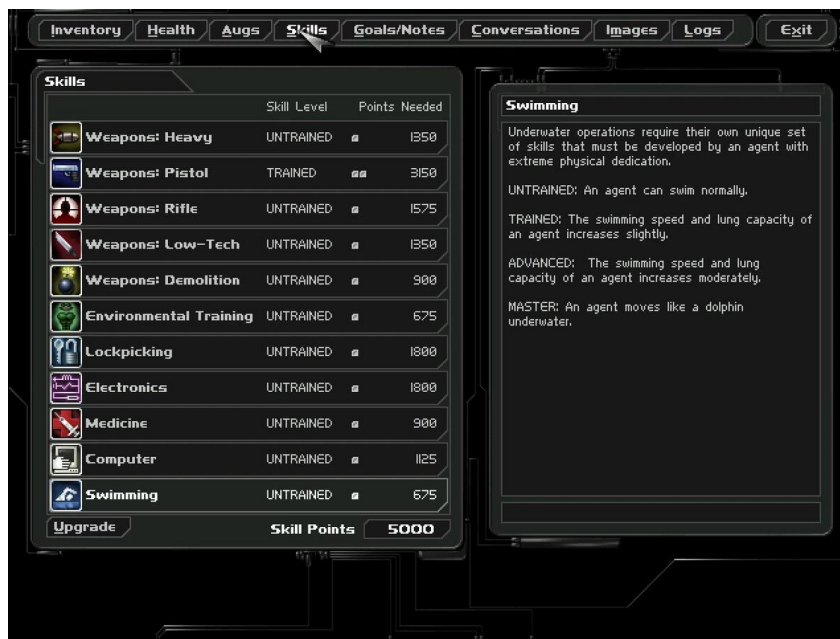 Inventory Health Augs Skills Goals/Notes Conversations Images Logs Exit
Skills
Skill Level Points Needed
Weapons: Heavy UNTRAINED 1350
Weapons: Pistol TRAINED 3150
Weapons: Rifle UNTRAINED 1575
Weapons: Low-Tech UNTRAINED 1350
Weapons: Demolition UNTRAINED 900
Environmental Training UNTRAINED 675
Lockpicking UNTRAINED 1800
Electronics UNTRAINED 1800
Medicine UNTRAINED 900
Computer UNTRAINED 1125
Swimming UNTRAINED 675
Upgrade Skill Points 5000
Swimming
Underwater operations require their own unique set
of skills that must be developed by an agent with
extreme physical dedication.
UNTRAINED: An agent can swim normally.
TRAINED: The swimming speed and lung capacity of
an agent increases slightly.
ADVANCED: The swimming speed and lung
capacity of an agent increases moderately.
MASTER: An agent moves like a dolphin
underwater.